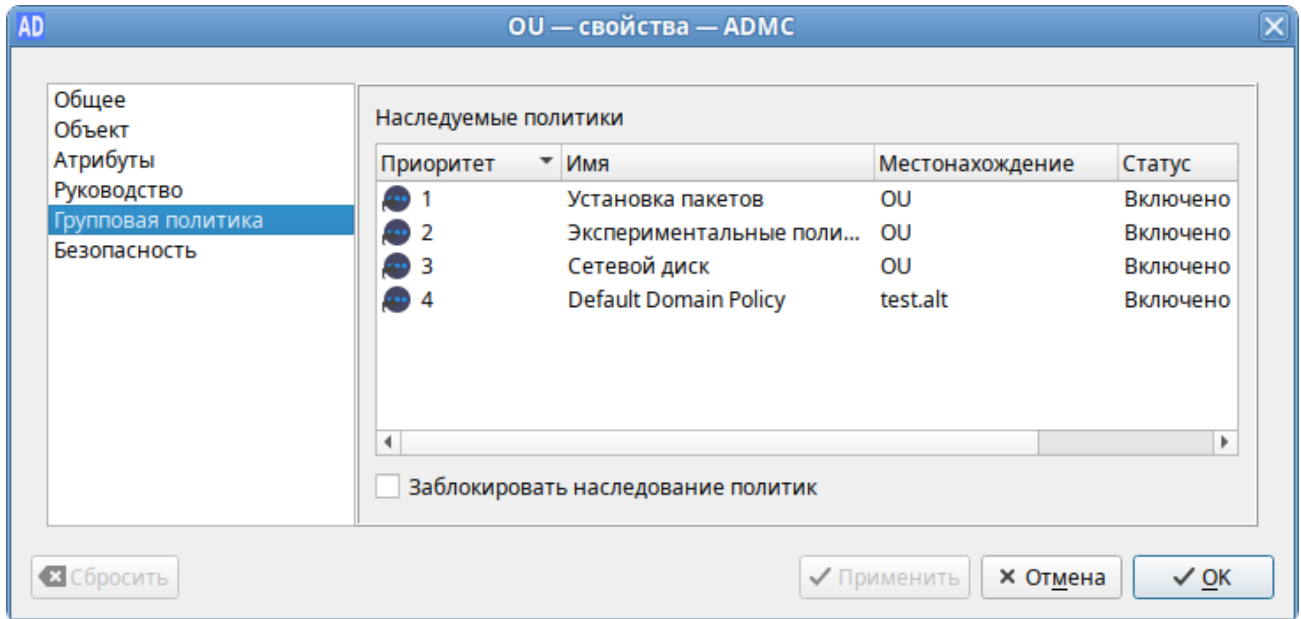 AD OU — свойства — ADMC
Общее
Объект
Атрибуты
Руководство
Групповая политика
Безопасность
Наследуемые политики
Приоритет Имя Местонахождение Статус
1 Установка пакетов OU Включено
2 Экспериментальные поли... OU Включено
3 Сетевой диск OU Включено
4 Default Domain Policy test.alt Включено
Заблокировать наследование политик
Сбросить Применить Отмена OK